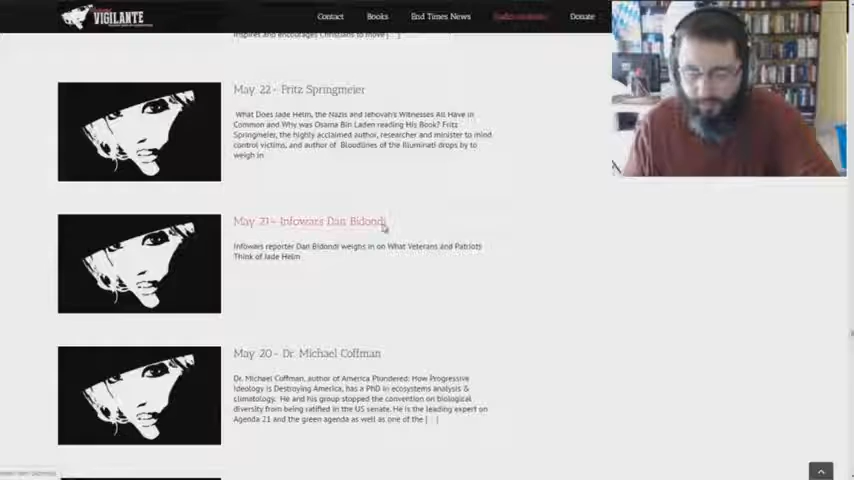 VIGILANTE
Contact Books End Times News Donate
inspires and encourages Christians to move [...]
May 22 - Fritz Springmeier
What Does Jade Helm, the Nazis and Jehovah's Witnesses All Have in
Common and Why was Osama Bin Laden reading His Book? Fritz
Springmeier, the highly acclaimed author, researcher and minister to mind
control victims, and author of Bloodlines of the Illuminati drops by to
weigh in
May 21 - Infowars Dan Bidondi
Infowars reporter Dan Bidondi weighs in on What Veterans and Patriots
Think of Jade Helm
May 20 - Dr. Michael Coffman
Dr. Michael Coffman, author of America Plundered: How Progressive
Ideology is Destroying America, has a PhD in ecosystems analysis &
climatology. He and his group stopped the convention on biological
diversity from being ratified in the US senate. He is the leading expert on
Agenda 21 and the green agenda as well as one of the [...]